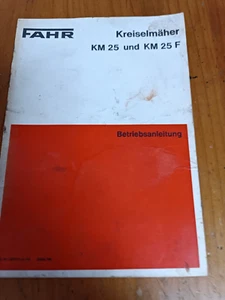 FAHR
Kreiselmäher
KM 25 und KM 25 F
Betriebsanleitung